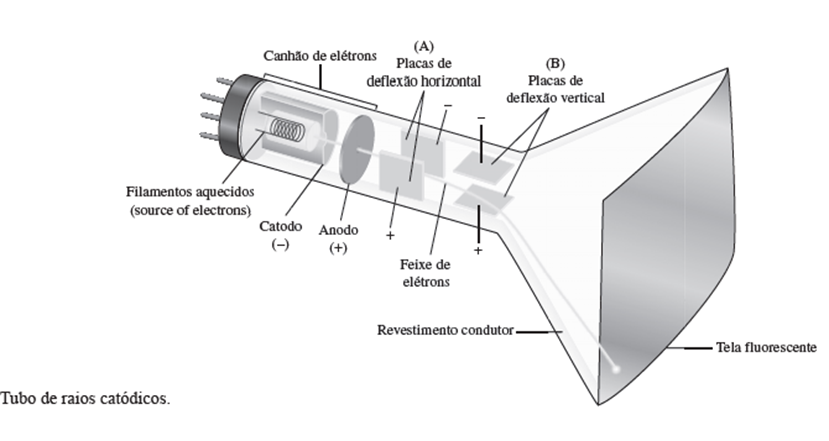 Canhão de elétrons
(A)
Placas de
deflexão horizontal
(B)
Placas de
deflexão vertical
−
−
Filamentos aquecidos
(source of electrons)
Catodo
(−)
Anodo
(+)
+
+
Feixe de
elétrons
Revestimento condutor
Tela fluorescente
Tubo de raios catódicos.